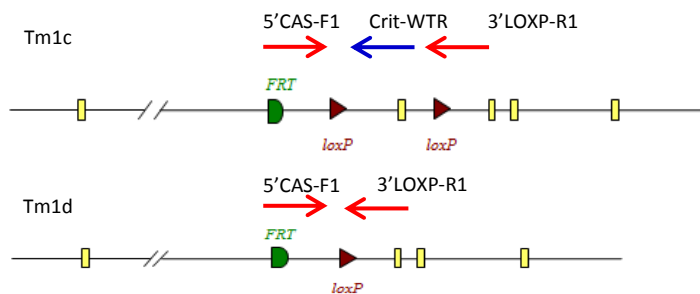 5'CAS-F1 Crit-WTR 3'LOXP-R1
Tm1c
FRT
loxP loxP
5'CAS-F1 3'LOXP-R1
Tm1d
FRT
loxP